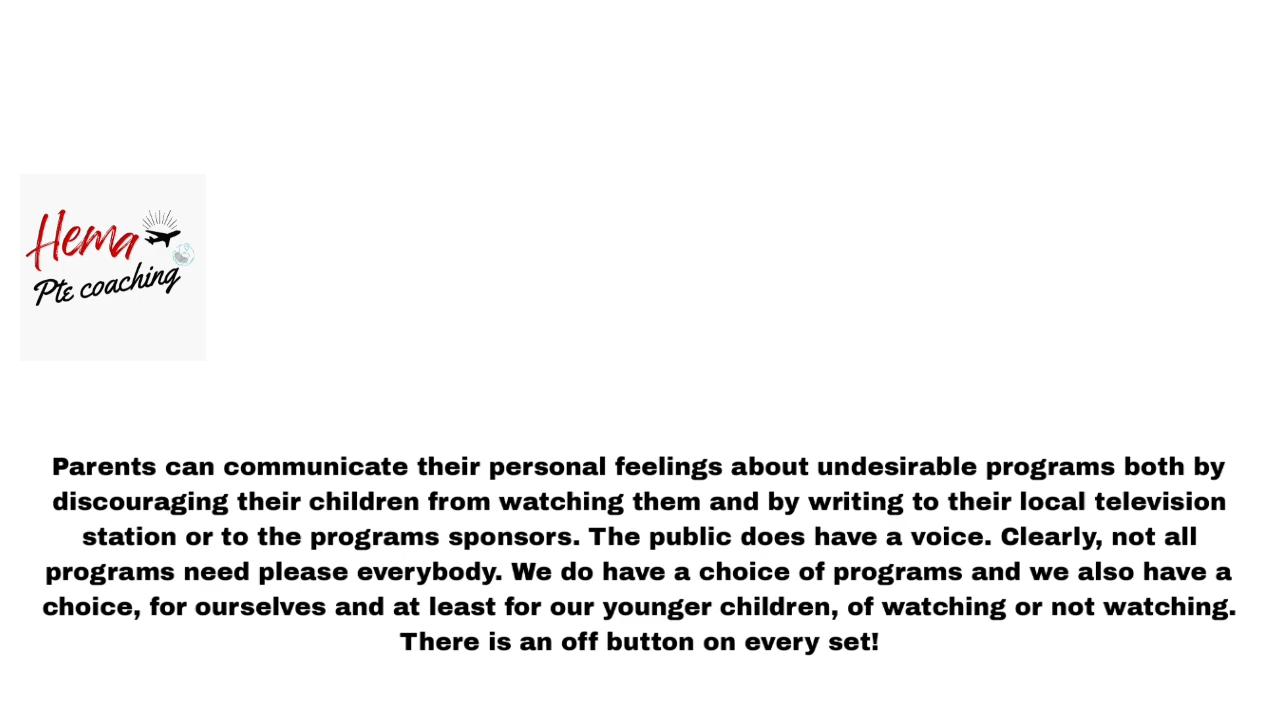 Hema
Pte coaching
Parents can communicate their personal feelings about undesirable programs both by
discouraging their children from watching them and by writing to their local television
station or to the programs sponsors. The public does have a voice. Clearly, not all
programs need please everybody. We do have a choice of programs and we also have a
choice, for ourselves and at least for our younger children, of watching or not watching.
There is an off button on every set!